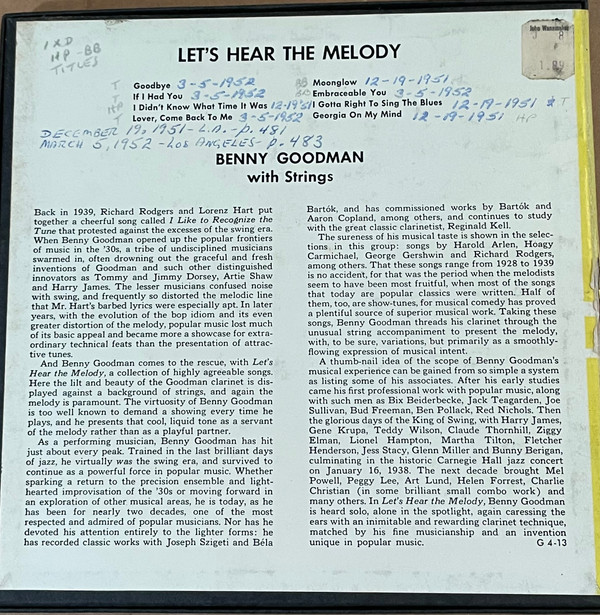 John Wanamaker
J 8
1.89
1XD
HP -BB
TITLES
LET'S HEAR THE MELODY
T Goodbye 3-5-1952 BB Moonglow 12-19-1951
T If I Had You 3-5-1952 Embraceable You 3-5-1952
HP I Didn't Know What Time It Was 12-19-51 I Gotta Right To Sing The Blues 12-19-1951 T
T Lover, Come Back To Me 3-5-1952 Georgia On My Mind 12-19-1951 HP
DECEMBER 19, 1951 - L.A. - p. 481
MARCH 5, 1952 - LOS ANGELES - p. 483
BENNY GOODMAN
with Strings
Back in 1939, Richard Rodgers and Lorenz Hart put
together a cheerful song called I Like to Recognize the
Tune that protested against the excesses of the swing era.
When Benny Goodman opened up the popular frontiers
of music in the '30s, a tribe of undisciplined musicians
swarmed in, often drowning out the graceful and fresh
inventions of Goodman and such other distinguished
innovators as Tommy and Jimmy Dorsey, Artie Shaw
and Harry James. The lesser musicians confused noise
with swing, and frequently so distorted the melodic line
that Mr. Hart's barbed lyrics were especially apt. In later
years, with the evolution of the bop idiom and its even
greater distortion of the melody, popular music lost much
of its basic appeal and became more a showcase for extra-
ordinary technical feats than the presentation of attrac-
tive tunes.
And Benny Goodman comes to the rescue, with Let's
Hear the Melody, a collection of highly agreeable songs.
Here the lilt and beauty of the Goodman clarinet is dis-
played against a background of strings, and again the
melody is paramount. The virtuosity of Benny Goodman
is too well known to demand a showing every time he
plays, and he presents that cool, liquid tone as a servant
of the melody rather than as a playful partner.
As a performing musician, Benny Goodman has hit
just about every peak. Trained in the last brilliant days
of jazz, he virtually was the swing era, and survived to
continue as a powerful force in popular music. Whether
sparking a return to the precision ensemble and light-
hearted improvisation of the '30s or moving forward in
an exploration of other musical areas, he is today, as he
has been for nearly two decades, one of the most
respected and admired of popular musicians. Nor has he
devoted his attention entirely to the lighter forms: he
has recorded classic works with Joseph Szigeti and Béla
Bartók, and has commissioned works by Bartók and
Aaron Copland, among others, and continues to study
with the great classic clarinetist, Reginald Kell.
The sureness of his musical taste is shown in the selec-
tions in this group: songs by Harold Arlen, Hoagy
Carmichael, George Gershwin and Richard Rodgers,
among others. That these songs range from 1928 to 1939
is no accident, for that was the period when the melodists
seem to have been most fruitful, when most of the songs
that today are popular classics were written. Half of
them, too, are show-tunes, for musical comedy has proved
a plentiful source of superior musical work. Taking these
songs, Benny Goodman threads his clarinet through the
unusual string accompaniment to present the melody,
with, to be sure, variations, but primarily as a smoothly-
flowing expression of musical intent.
A thumb-nail idea of the scope of Benny Goodman's
musical experience can be gained from so simple a system
as listing some of his associates. After his early studies
came his first professional work with popular music, along
with such men as Bix Beiderbecke, Jack Teagarden, Joe
Sullivan, Bud Freeman, Ben Pollack, Red Nichols. Then
the glorious days of the King of Swing, with Harry James,
Gene Krupa, Teddy Wilson, Claude Thornhill, Ziggy
Elman, Lionel Hampton, Martha Tilton, Fletcher
Henderson, Jess Stacy, Glenn Miller and Bunny Berigan,
culminating in the historic Carnegie Hall jazz concert
on January 16, 1938. The next decade brought Mel
Powell, Peggy Lee, Art Lund, Helen Forrest, Charlie
Christian (in some brilliant small combo work) and
many others. In Let's Hear the Melody, Benny Goodman
is heard solo, alone in the spotlight, again caressing the
ears with an inimitable and rewarding clarinet technique,
matched by his fine musicianship and an invention
unique in popular music. G 4-13